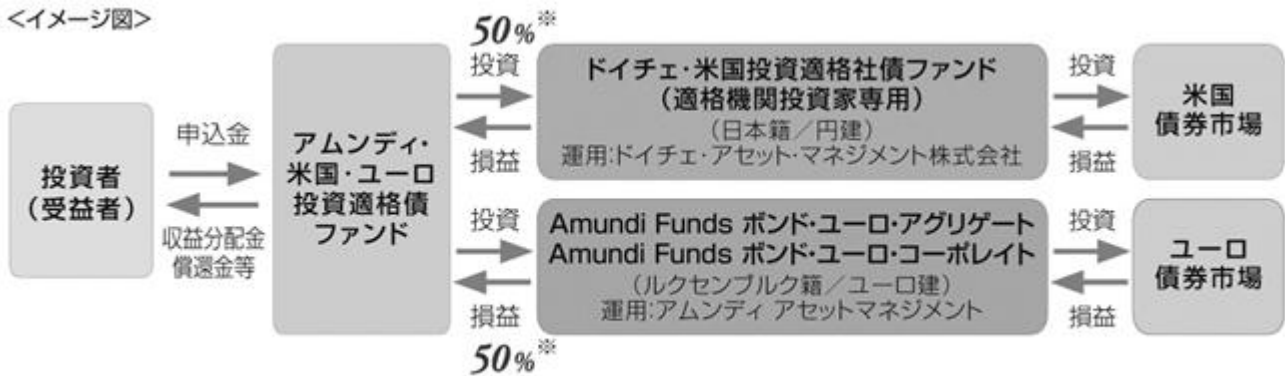 <イメージ図>
投資者
(受益者)
申込金
収益分配金
償還金等
アムンディ・
米国・ユーロ
投資適格債
ファンド
50%※
投資
損益
ドイチェ・米国投資適格社債ファンド
(適格機関投資家専用)
(日本籍/円建)
運用:ドイチェ・アセット・マネジメント株式会社
投資
損益
米国
債券市場
投資
損益
50%※
Amundi Funds ボンド・ユーロ・アグリゲート
Amundi Funds ボンド・ユーロ・コーポレイト
(ルクセンブルク籍/ユーロ建)
運用:アムンディ アセットマネジメント
投資
損益
ユーロ
債券市場